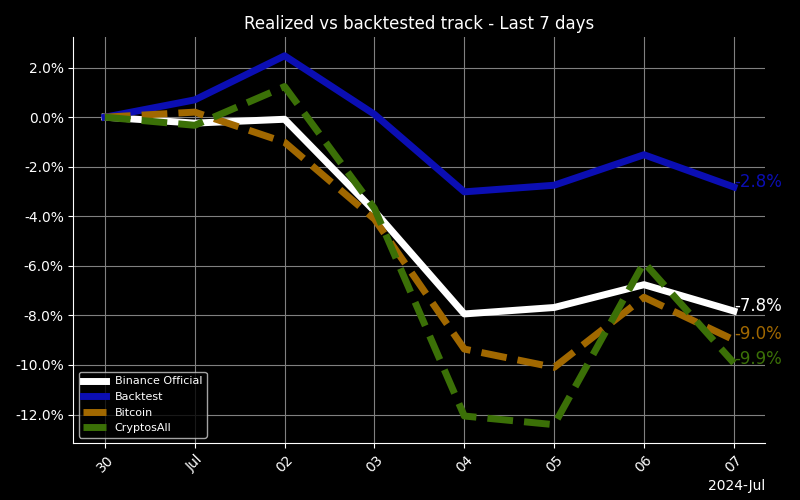 Realized vs backtested track - Last 7 days
2.0%
0.0%
-2.0%
-4.0%
-6.0%
-8.0%
-10.0%
-12.0%
-2.8%
-7.8%
-9.0%
-9.9%
Binance Official
Backtest
Bitcoin
CryptosAll
30 Jul 02 03 04 05 06 07
2024-Jul